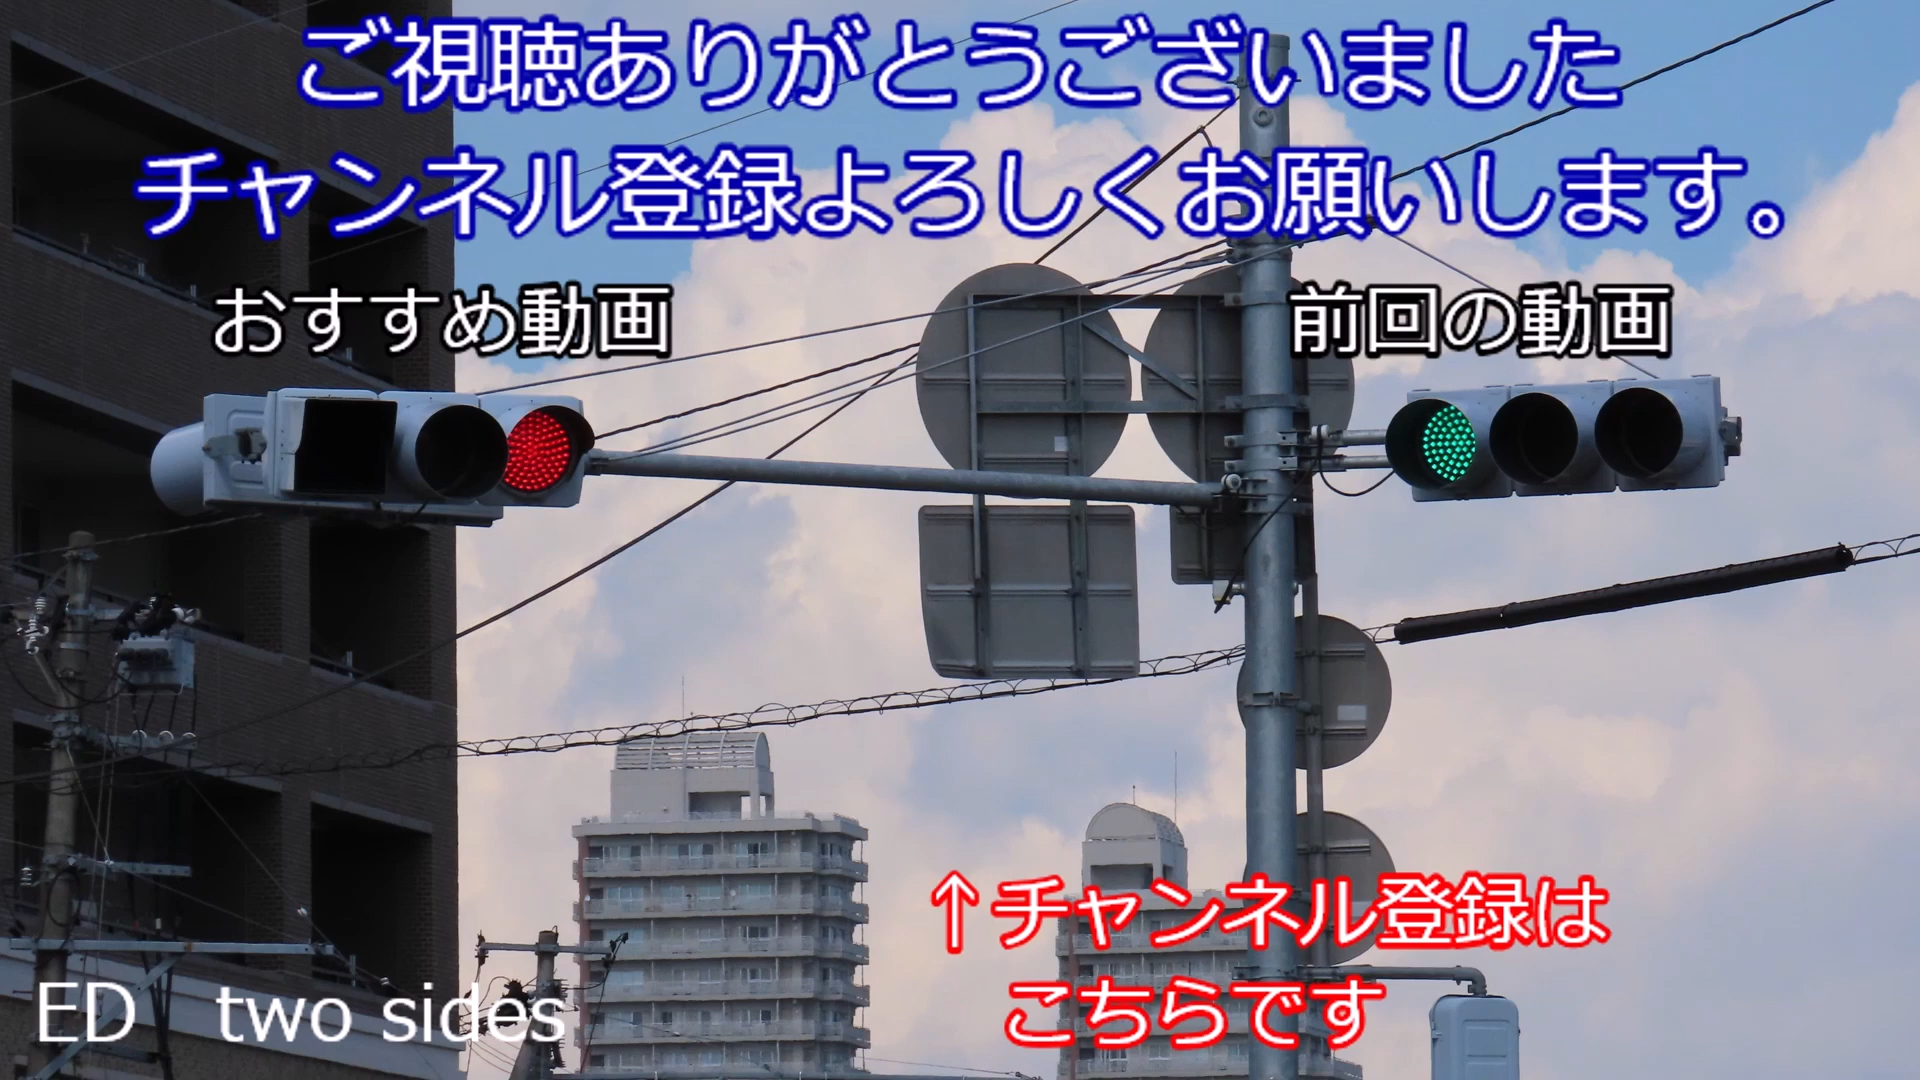 ご視聴ありがとうございました
チャンネル登録よろしくお願いします。
おすすめ動画
前回の動画
↑チャンネル登録は
こちらです
ED two sides